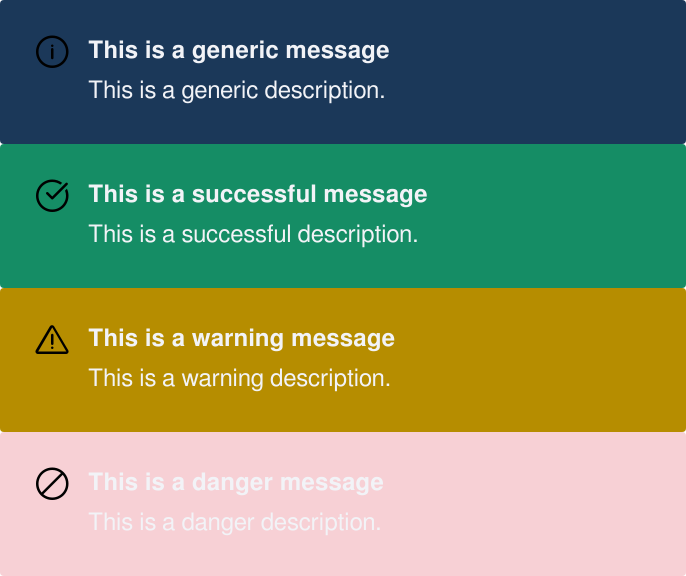 This is a generic message
This is a generic description.
This is a successful message
This is a successful description.
This is a warning message
This is a warning description.
This is a danger message
This is a danger description.